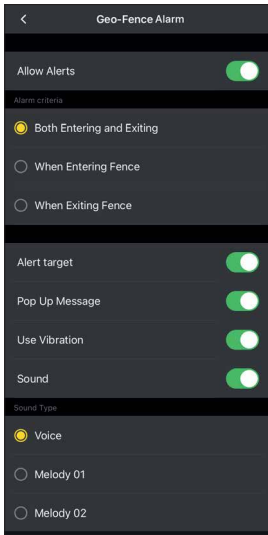 Geo-Fence Alarm
Allow Alerts
Alarm criteria
Both Entering and Exiting
When Entering Fence
When Exiting Fence
Alert target
Pop Up Message
Use Vibration
Sound
Sound Type
Voice
Melody 01
Melody 02